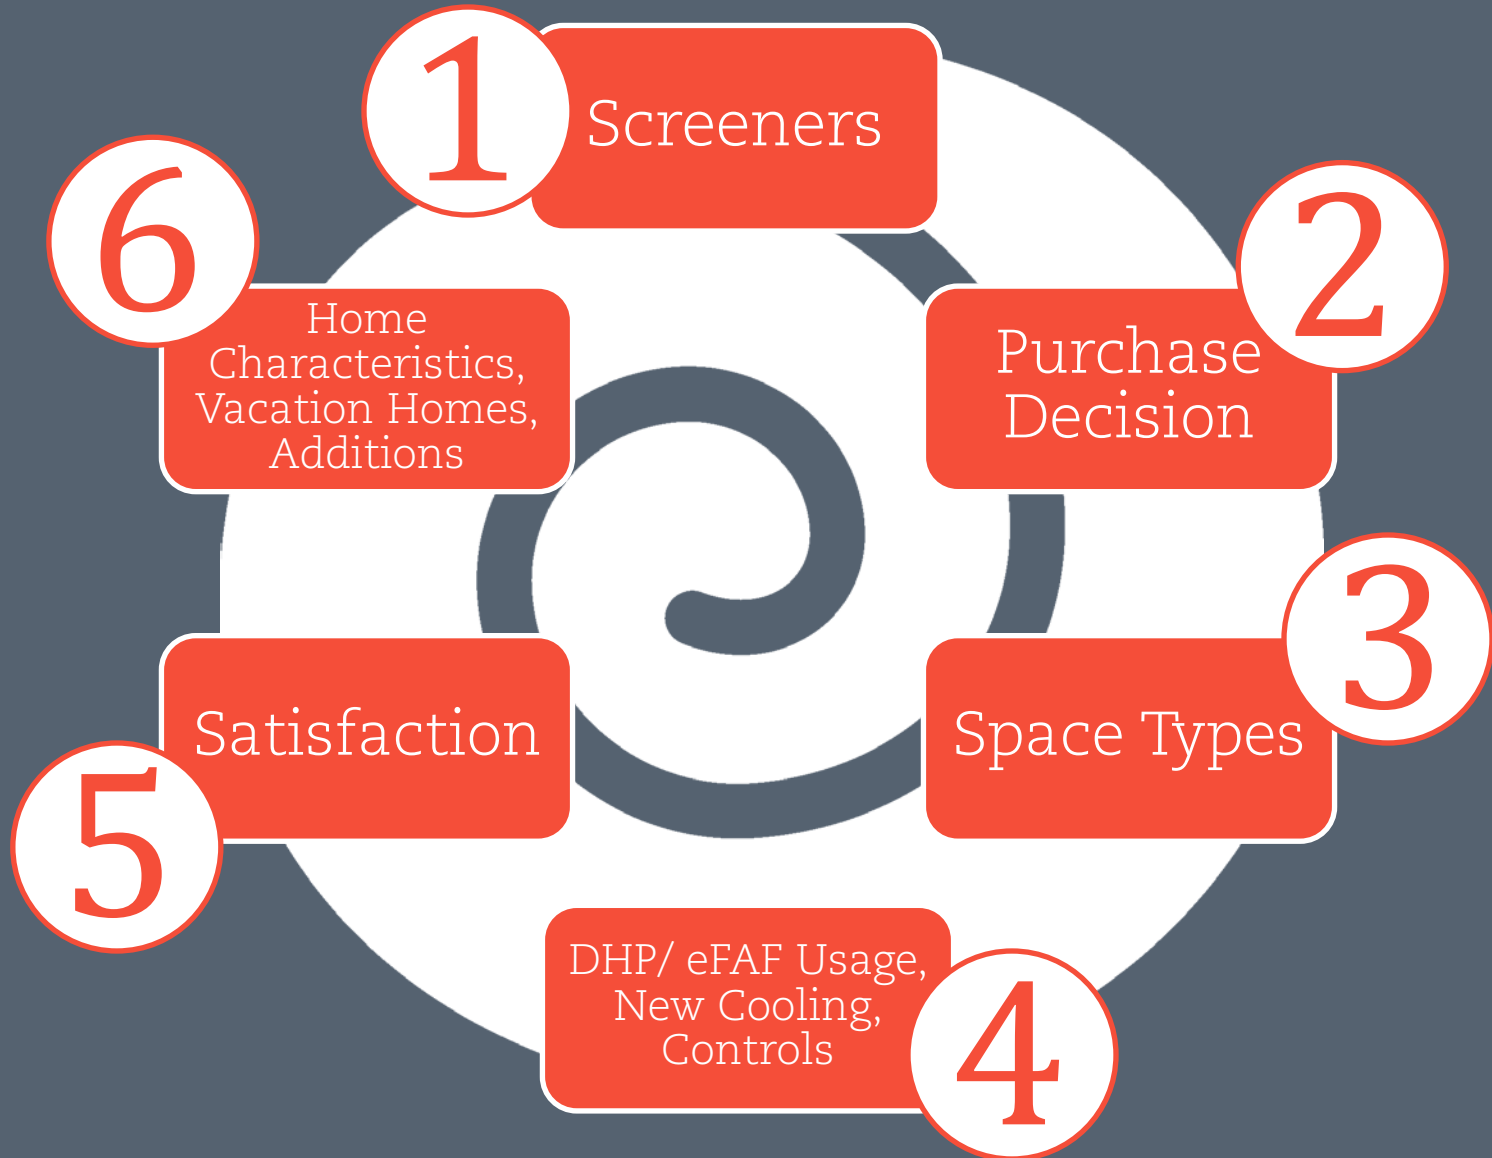 1
Screeners
2
Purchase
Decision
3
Space Types
4
DHP/ eFAF Usage,
New Cooling,
Controls
5
Satisfaction
6
Home
Characteristics,
Vacation Homes,
Additions